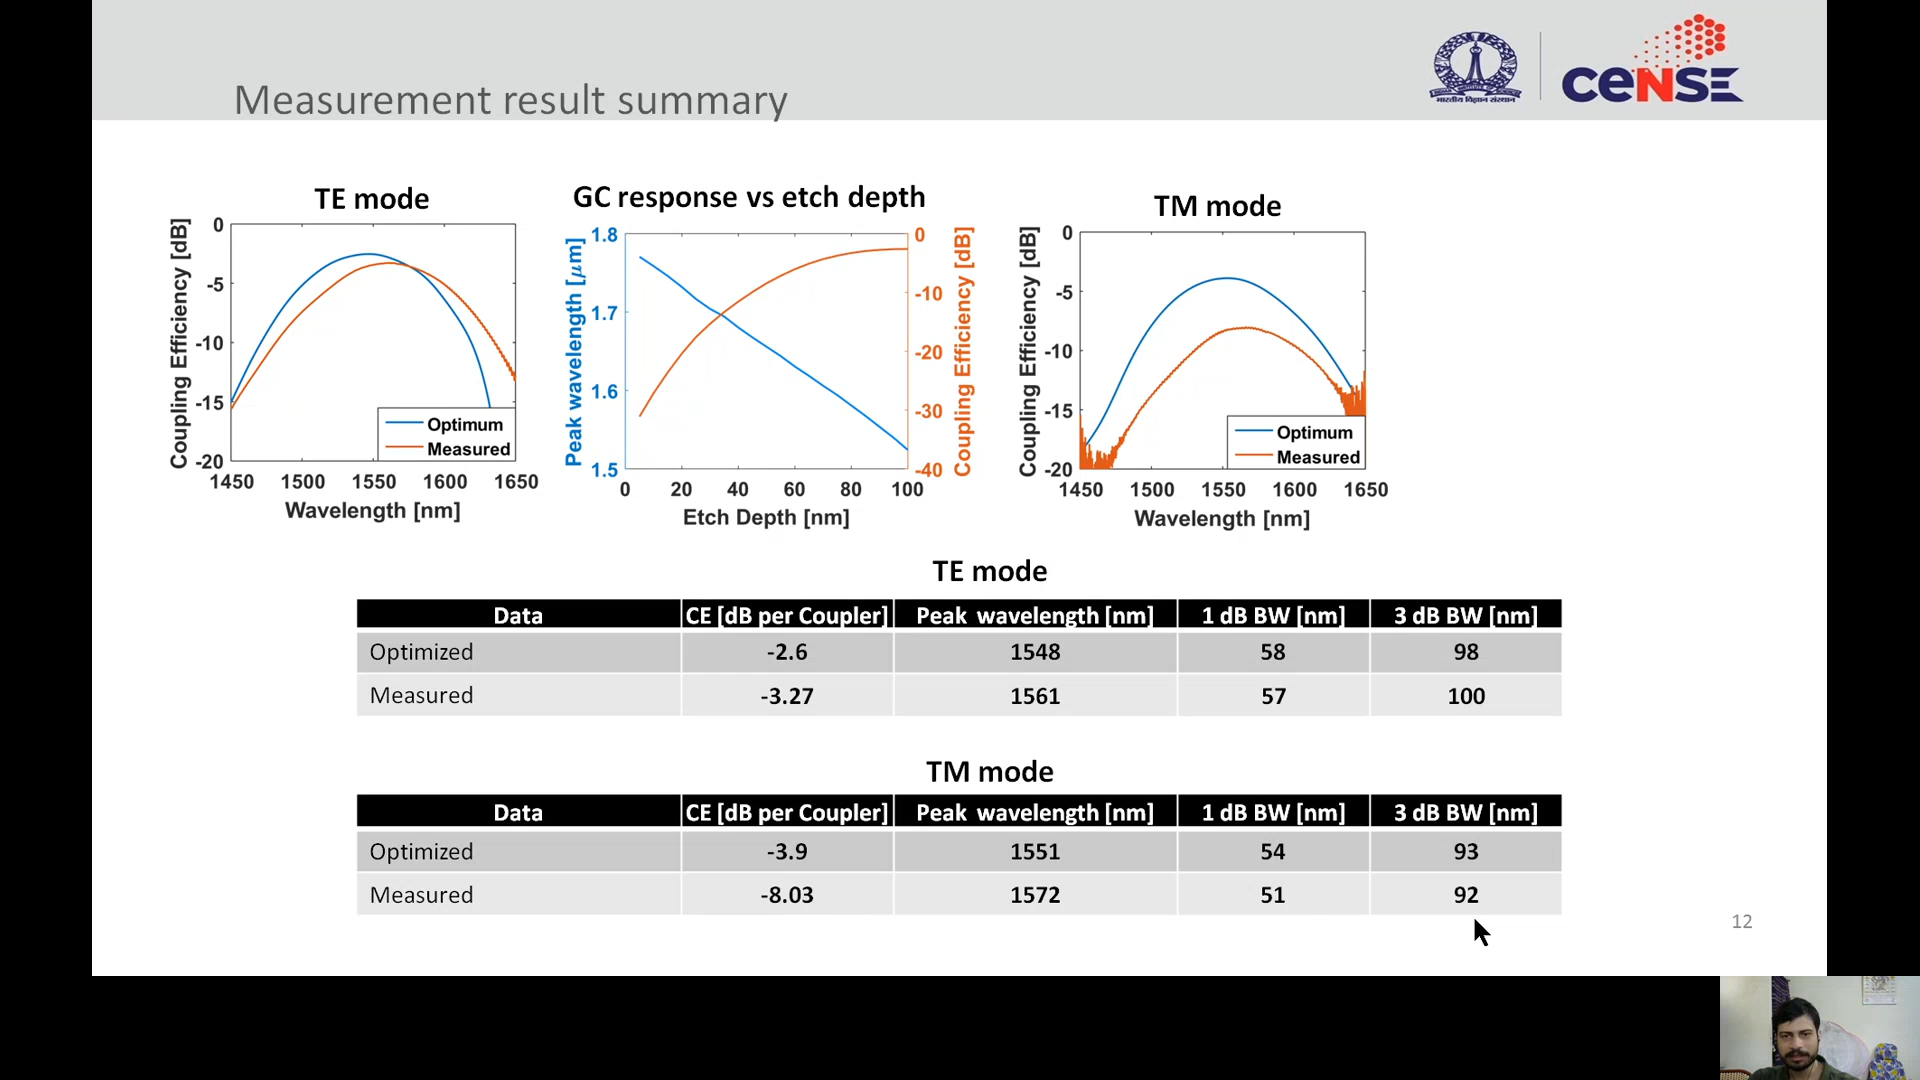 Measurement result summary
भारतीय विज्ञान संस्थान
CeNSE
TE mode
0
-5
-10
-15
-20
Coupling Efficiency [dB]
1450 1500 1550 1600 1650
Wavelength [nm]
Optimum
Measured
GC response vs etch depth
1.8
1.7
1.6
1.5
Peak wavelength [μm]
0
-10
-20
-30
-40
Coupling Efficiency [dB]
0 20 40 60 80 100
Etch Depth [nm]
TM mode
0
-5
-10
-15
-20
Coupling Efficiency [dB]
1450 1500 1550 1600 1650
Wavelength [nm]
Optimum
Measured
TE mode
Data CE [dB per Coupler] Peak wavelength [nm] 1 dB BW [nm] 3 dB BW [nm]
Optimized -2.6 1548 58 98
Measured -3.27 1561 57 100
TM mode
Data CE [dB per Coupler] Peak wavelength [nm] 1 dB BW [nm] 3 dB BW [nm]
Optimized -3.9 1551 54 93
Measured -8.03 1572 51 92
12